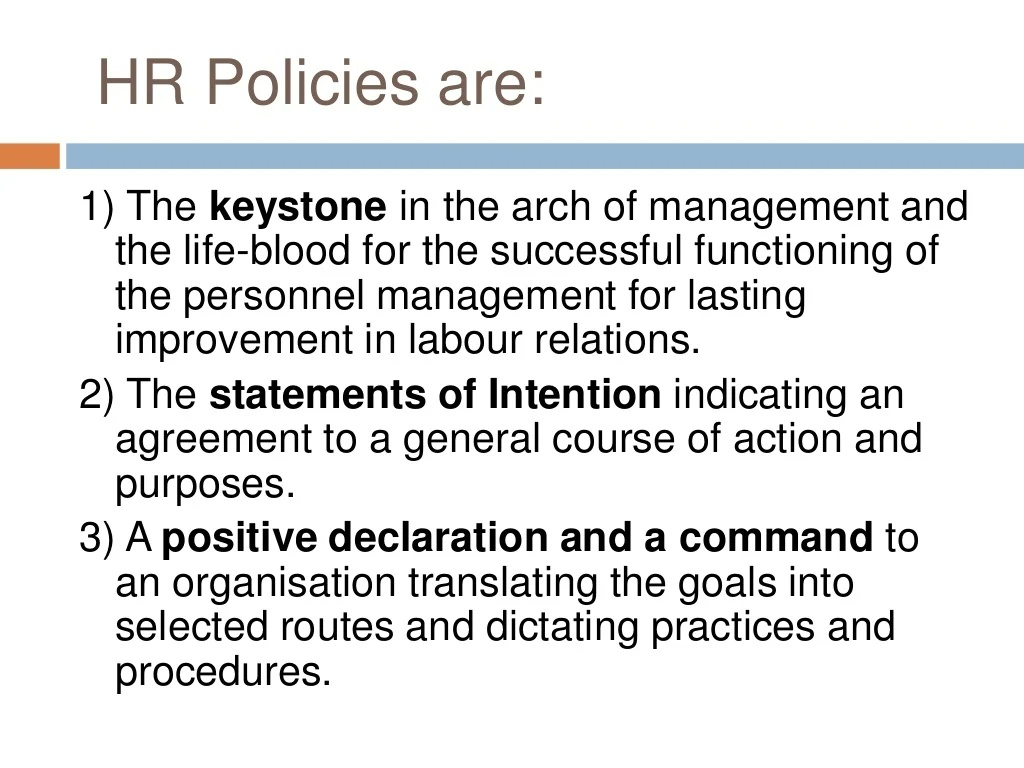 HR Policies are:
1) The keystone in the arch of management and
the life-blood for the successful functioning of
the personnel management for lasting
improvement in labour relations.
2) The statements of Intention indicating an
agreement to a general course of action and
purposes.
3) A positive declaration and a command to
an organisation translating the goals into
selected routes and dictating practices and
procedures.